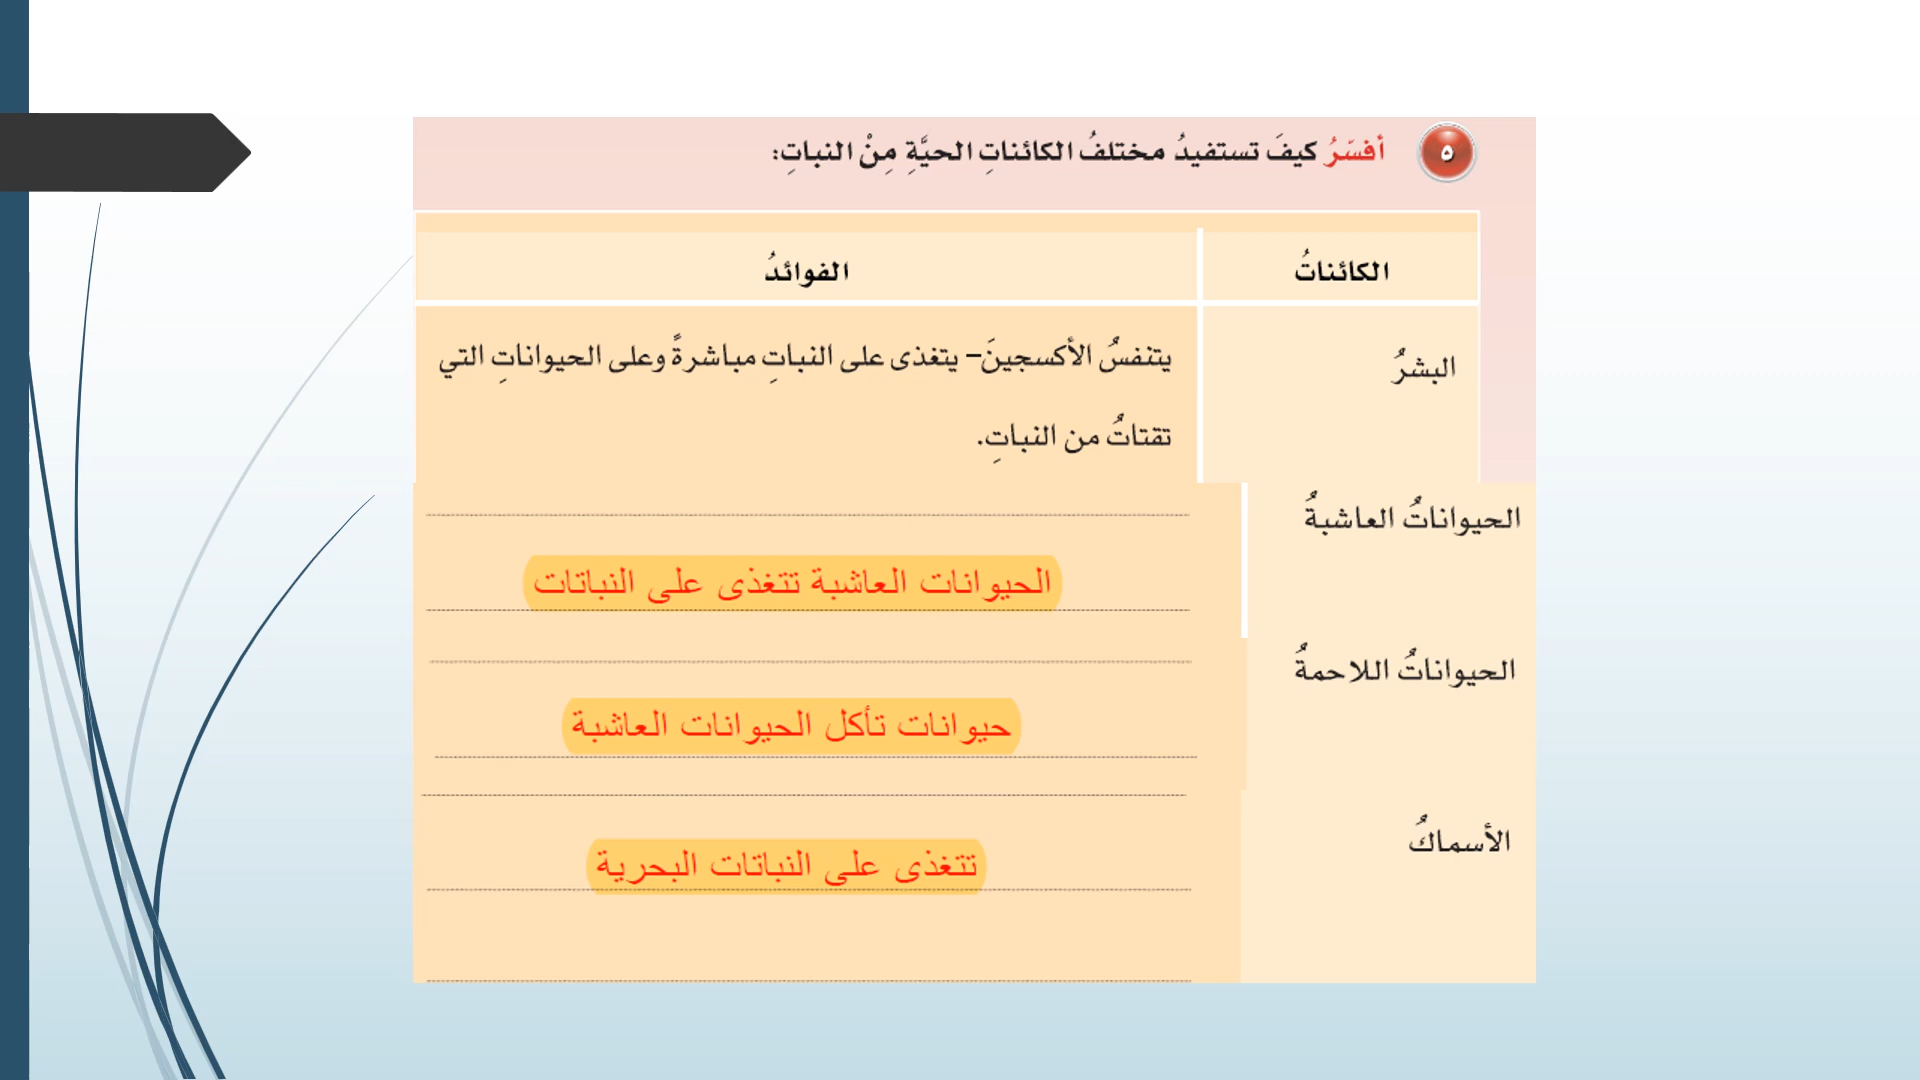 ٥ أفسَرُ كيفَ تستفيدُ مختلفُ الكائناتِ الحيَّةِ مِنْ النباتِ:
الكائناتُ الفوائدُ
البشرُ يتنفسُ الأكسجينَ– يتغذى على النباتِ مباشرةً وعلى الحيواناتِ التي
تقتاتُ من النباتِ.
الحيواناتُ العاشبةُ
الحيوانات العاشبة تتغذى على النباتات
الحيواناتُ اللاحمةُ
حيوانات تأكل الحيوانات العاشبة
الأسماكُ
تتغذى على النباتات البحرية